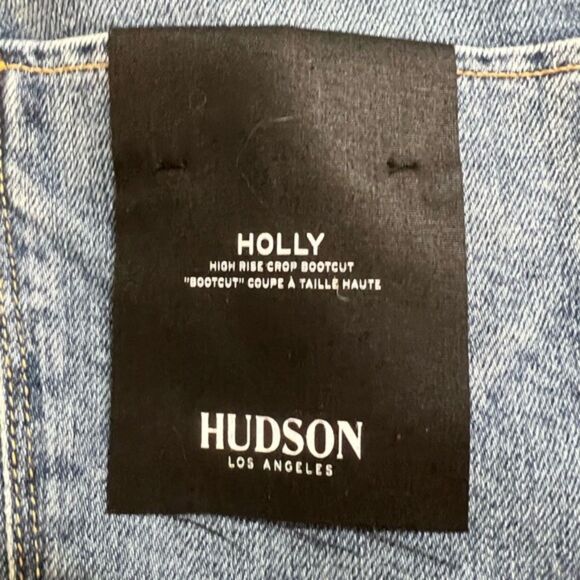 HOLLY
HIGH RISE CROP BOOTCUT
"BOOTCUT" COUPE À TAILLE HAUTE
HUDSON
LOS ANGELES